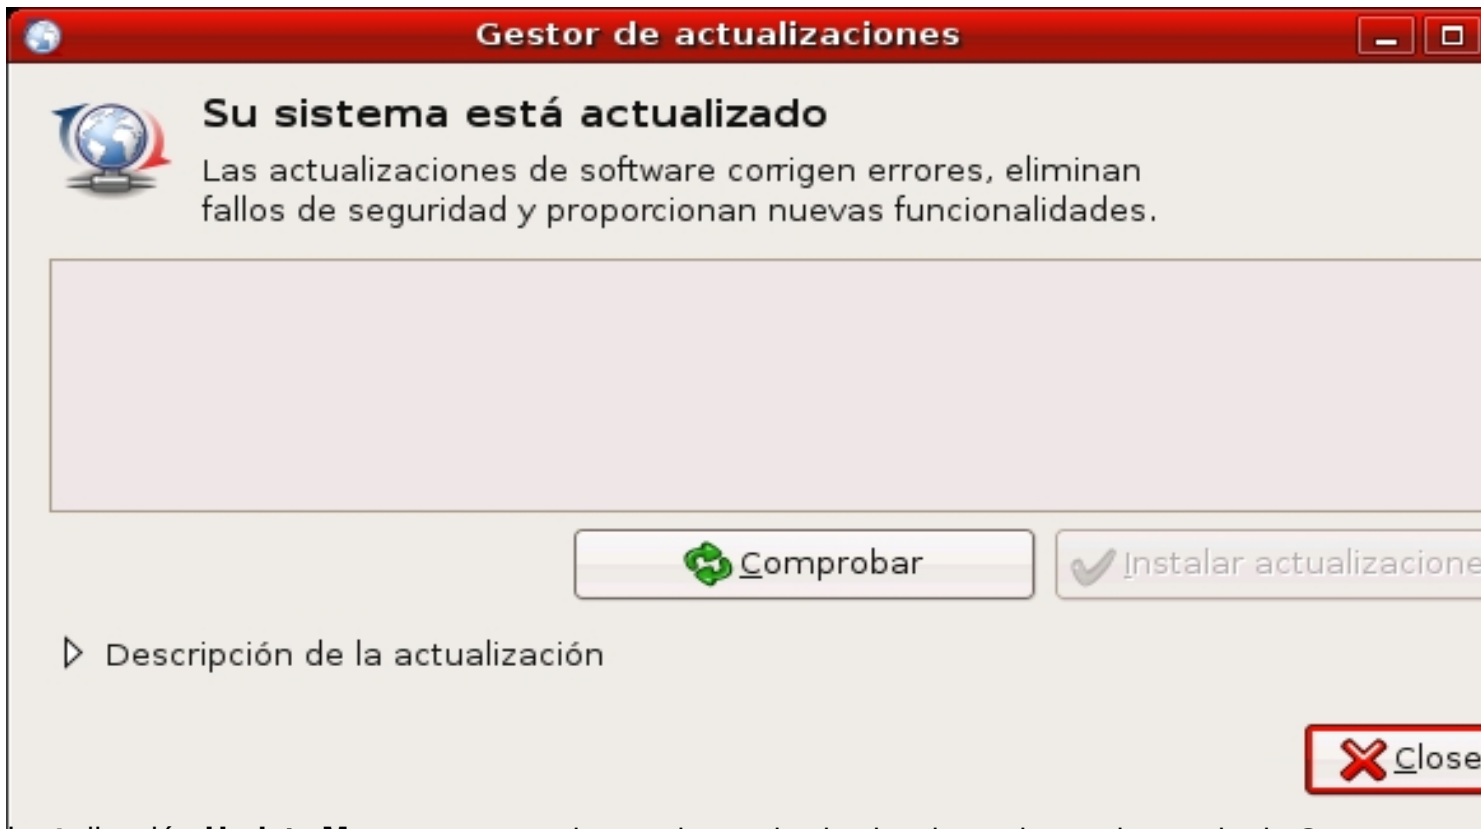 Gestor de actualizaciones
Su sistema está actualizado
Las actualizaciones de software corrigen errores, eliminan
fallos de seguridad y proporcionan nuevas funcionalidades.
Comprobar
Instalar actualizacione
Descripción de la actualización
Close